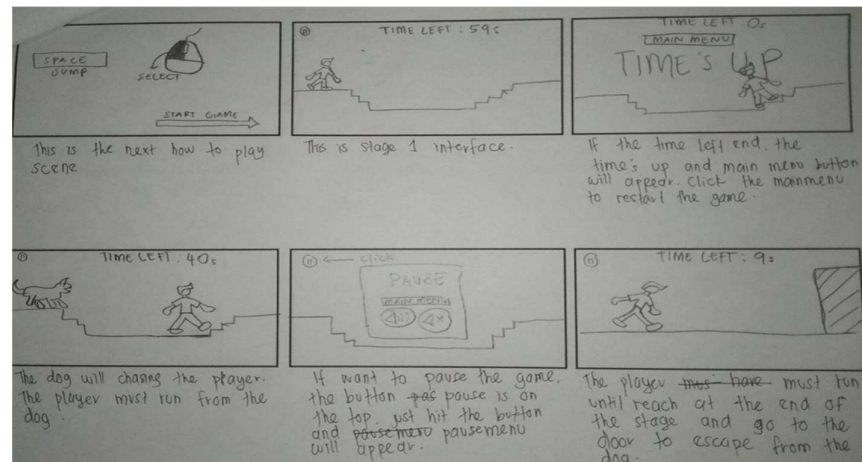 SPACE
JUMP
SELECT
START GAME
This is the next how to play
scene
TIME LEFT : 59s
This is stage 1 interface.
TIME LEFT 0s
MAIN MENU
TIME'S UP
If the time left end, the
time's up and main menu button
will appear. Click the mainmenu
to restart the game.
TIME LEFT : 40s
The dog will chasing the player.
The player must run from the
dog.
click
PAUSE
MAIN MENU
If want to pause the game,
the button pas pause is on
the top, just hit the button
and pausemenu pausemenu
will appear.
TIME LEFT : 9s
The player mus have must run
until reach at the end of
the stage and go to the
door to escape from the
dog.